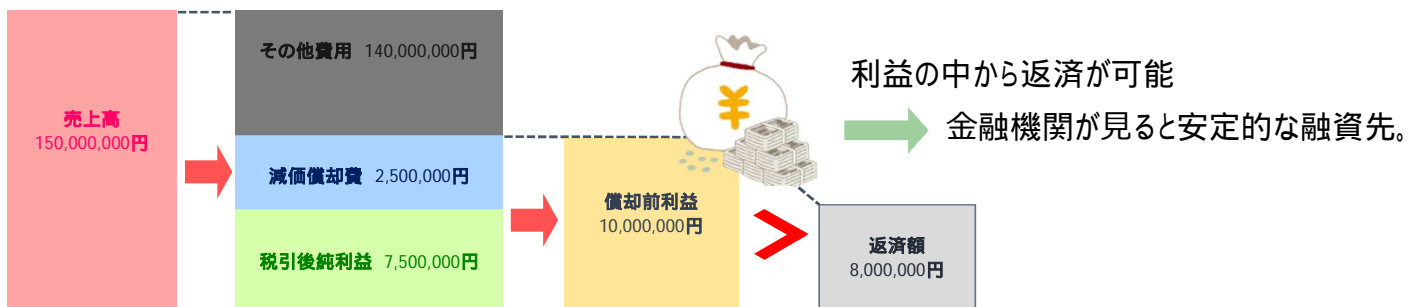 売上高
150,000,000円
その他費用 140,000,000円
減価償却費 2,500,000円
税引後純利益 7,500,000円
償却前利益
10,000,000円
¥
>
返済額
8,000,000円
利益の中から返済が可能
金融機関が見ると安定的な融資先。